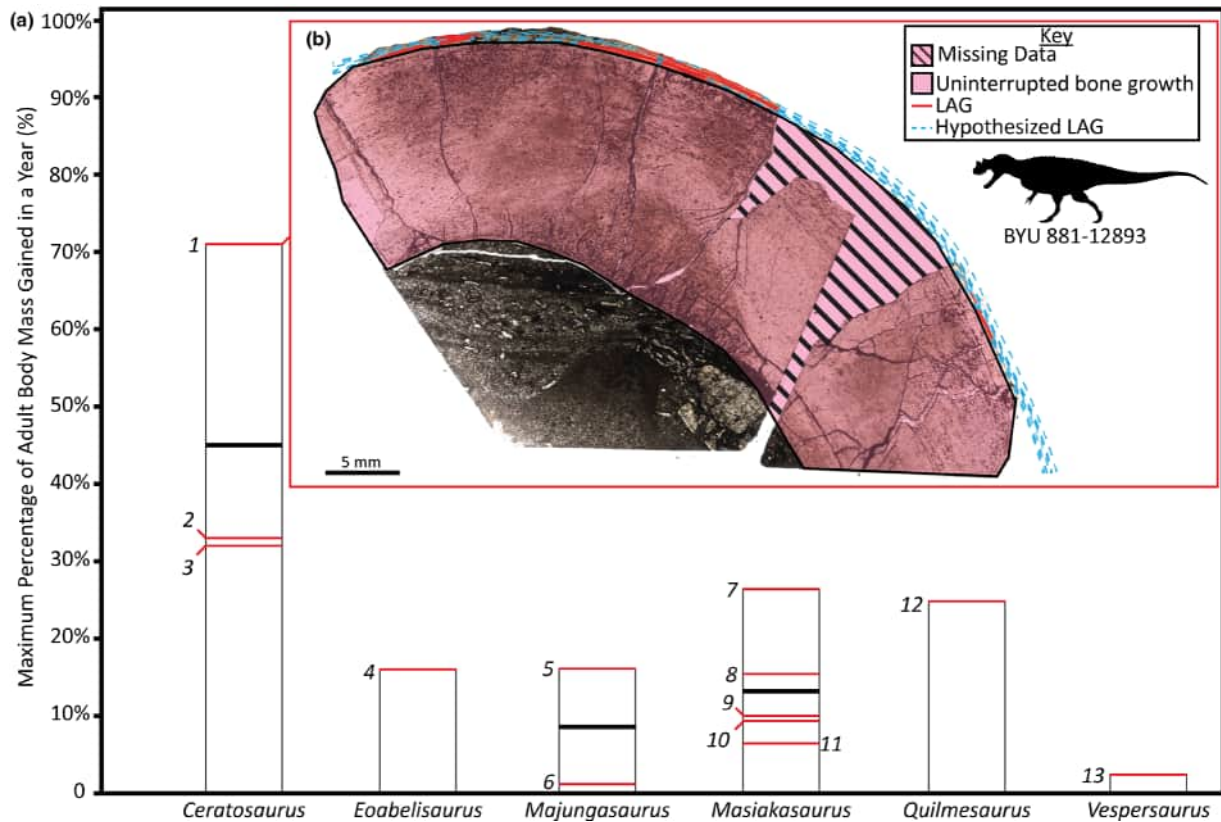 (a)
Maximum Percentage of Adult Body Mass Gained in a Year (%)
100%
90%
80%
70%
60%
50%
40%
30%
20%
10%
0
(b)
Key
Missing Data
Uninterrupted bone growth
LAG
Hypothesized LAG
BYU 881-12893
5 mm
1
2
3
4
5
6
7
8
9
10
11
12
13
Ceratosaurus
Eoabelisaurus
Majungasaurus
Masiakasaurus
Quilmesaurus
Vespersaurus